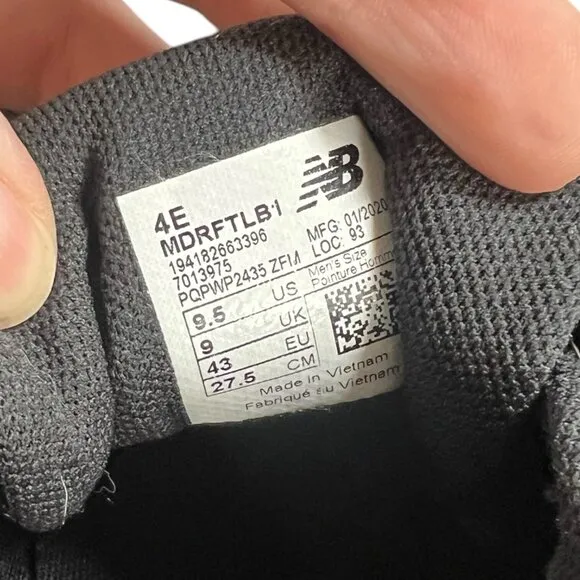 4E
MDRFTLB1
194182663396
7013975
PQPWP2435 ZFM
NB
MFG: 01/2020
LOC: 93
9.5 US
9 UK
43 EU
27.5 CM
Men's Size
Pointure Homm
Made in Vietnam
Fabriqué au Vietnam